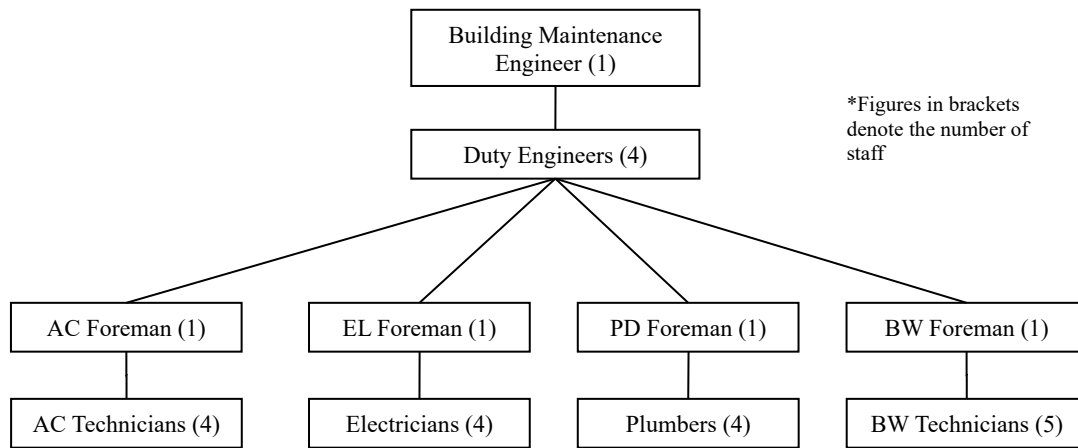 Building Maintenance
Engineer (1)
*Figures in brackets
denote the number of
staff
Duty Engineers (4)
AC Foreman (1)
EL Foreman (1)
PD Foreman (1)
BW Foreman (1)
AC Technicians (4)
Electricians (4)
Plumbers (4)
BW Technicians (5)